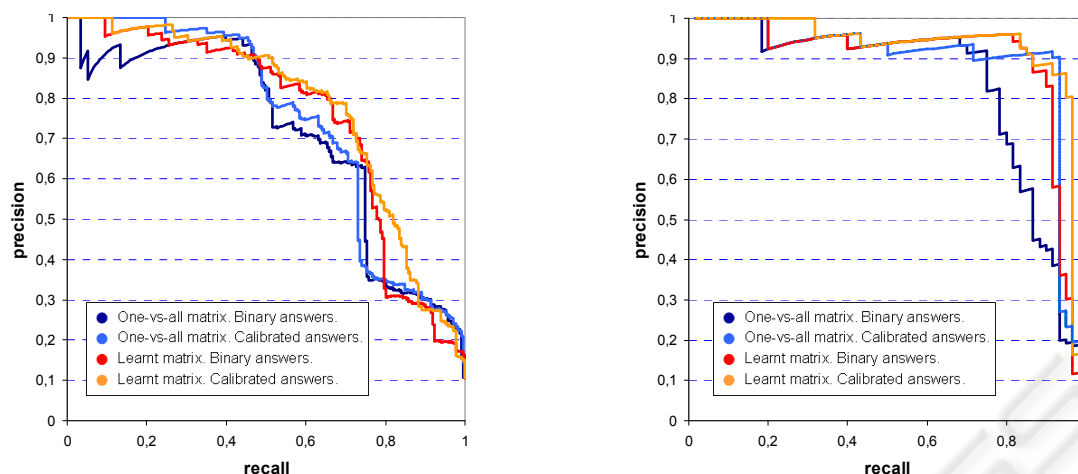 1
0,9
0,8
0,7
0,6
0,5
0,4
0,3
0,2
0,1
0
precision
0
0,2
0,4
0,6
0,8
1
recall
One-vs-all matrix. Binary answers.
One-vs-all matrix. Calibrated answers.
Learnt matrix. Binary answers.
Learnt matrix. Calibrated answers.
1
0,9
0,8
0,7
0,6
0,5
0,4
0,3
0,2
0,1
0
precision
0
0,2
0,4
0,6
0,8
recall
One-vs-all matrix. Binary answers.
One-vs-all matrix. Calibrated answers.
Learnt matrix. Binary answers.
Learnt matrix. Calibrated answers.